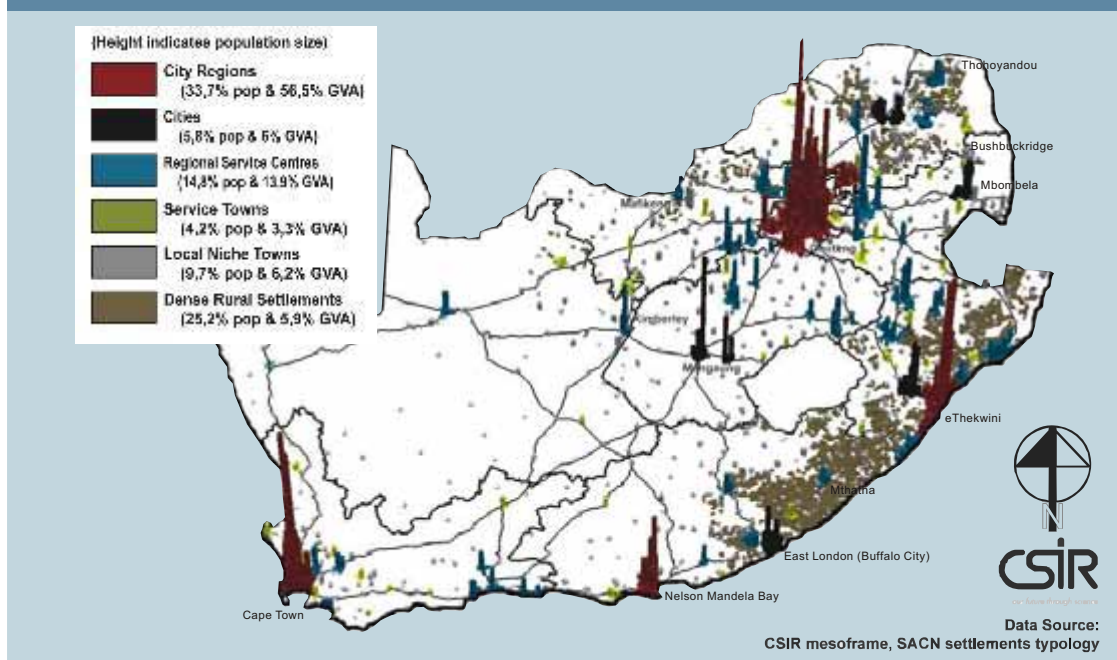 (Height indicates population size)
City Regions
(33,7% pop & 56,5% GVA)
Cities
(5,8% pop & 6% GVA)
Regional Service Centres
(14,8% pop & 13.9% GVA)
Service Towns
(4,2% pop & 3,3% GVA)
Local Niche Towns
(9,7% pop & 6,2% GVA)
Dense Rural Settlements
(25,2% pop & 5,9% GVA)
Thohoyandou
Bushbuckridge
Mbombela
Mafikeng
Gauteng
Kimberley
Mangaung
eThekwini
Mthatha
East London (Buffalo City)
Nelson Mandela Bay
Cape Town
N
CSIR
Data Source:
CSIR mesoframe, SACN settlements typology